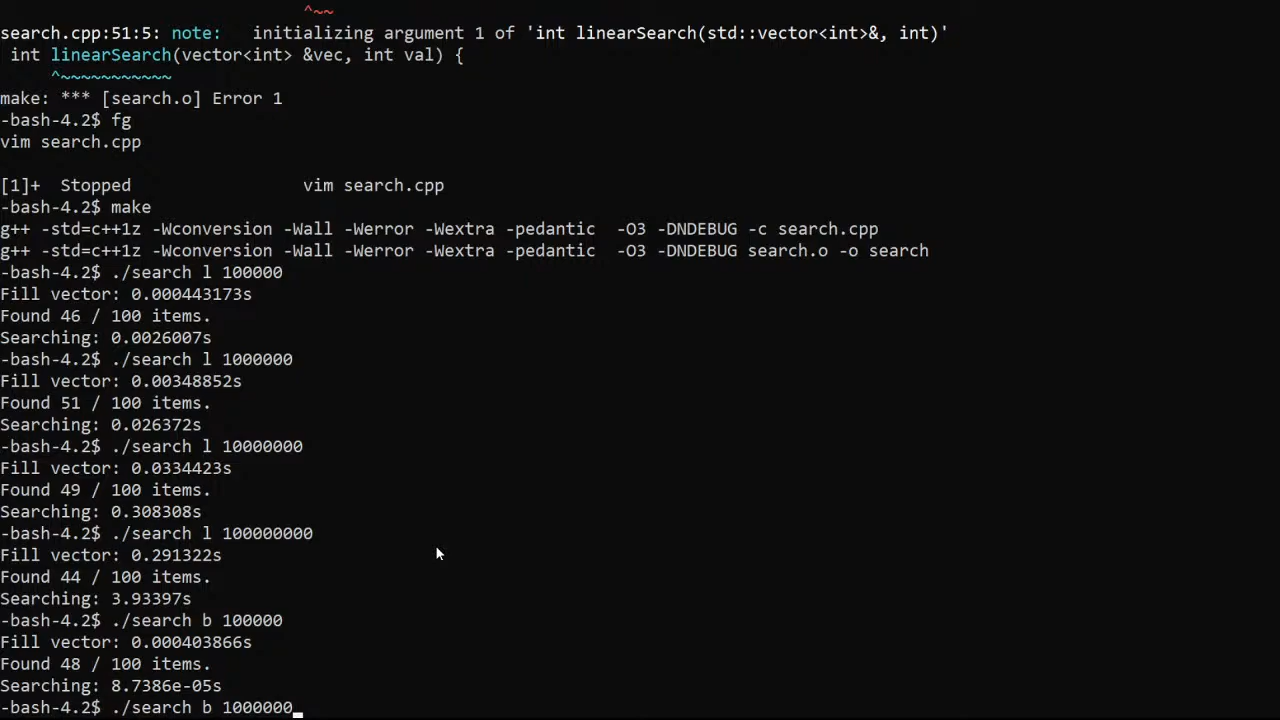 ^~~
search.cpp:51:5: note:   initializing argument 1 of 'int linearSearch(std::vector<int>&, int)'
 int linearSearch(vector<int> &vec, int val) {
     ^~~~~~~~~~~~
make: *** [search.o] Error 1
-bash-4.2$ fg
vim search.cpp
[1]+  Stopped                 vim search.cpp
-bash-4.2$ make
g++ -std=c++1z -Wconversion -Wall -Werror -Wextra -pedantic  -O3 -DNDEBUG -c search.cpp
g++ -std=c++1z -Wconversion -Wall -Werror -Wextra -pedantic  -O3 -DNDEBUG search.o -o search
-bash-4.2$ ./search l 100000
Fill vector: 0.000443173s
Found 46 / 100 items.
Searching: 0.0026007s
-bash-4.2$ ./search l 1000000
Fill vector: 0.00348852s
Found 51 / 100 items.
Searching: 0.026372s
-bash-4.2$ ./search l 10000000
Fill vector: 0.0334423s
Found 49 / 100 items.
Searching: 0.308308s
-bash-4.2$ ./search l 100000000
Fill vector: 0.291322s
Found 44 / 100 items.
Searching: 3.93397s
-bash-4.2$ ./search b 100000
Fill vector: 0.000403866s
Found 48 / 100 items.
Searching: 8.7386e-05s
-bash-4.2$ ./search b 1000000